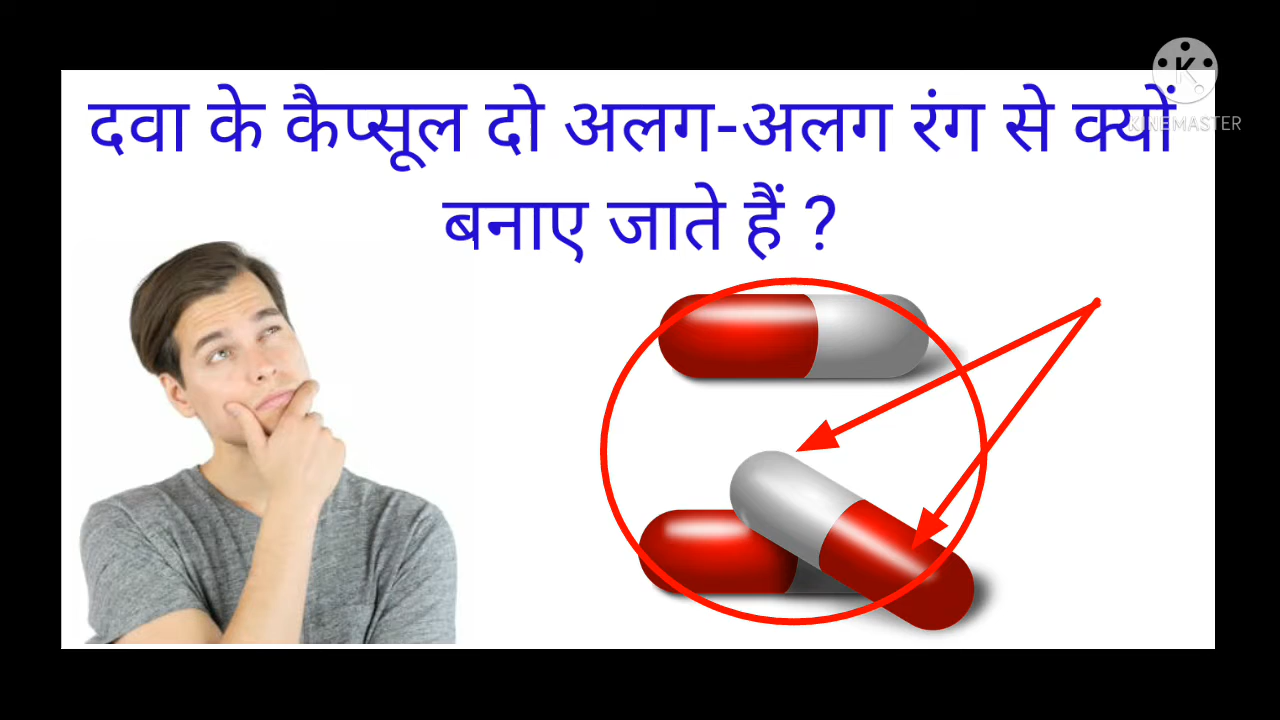 दवा के कैप्सूल दो अलग-अलग रंग से क्यों
बनाए जाते हैं ?
K
KINEMASTER